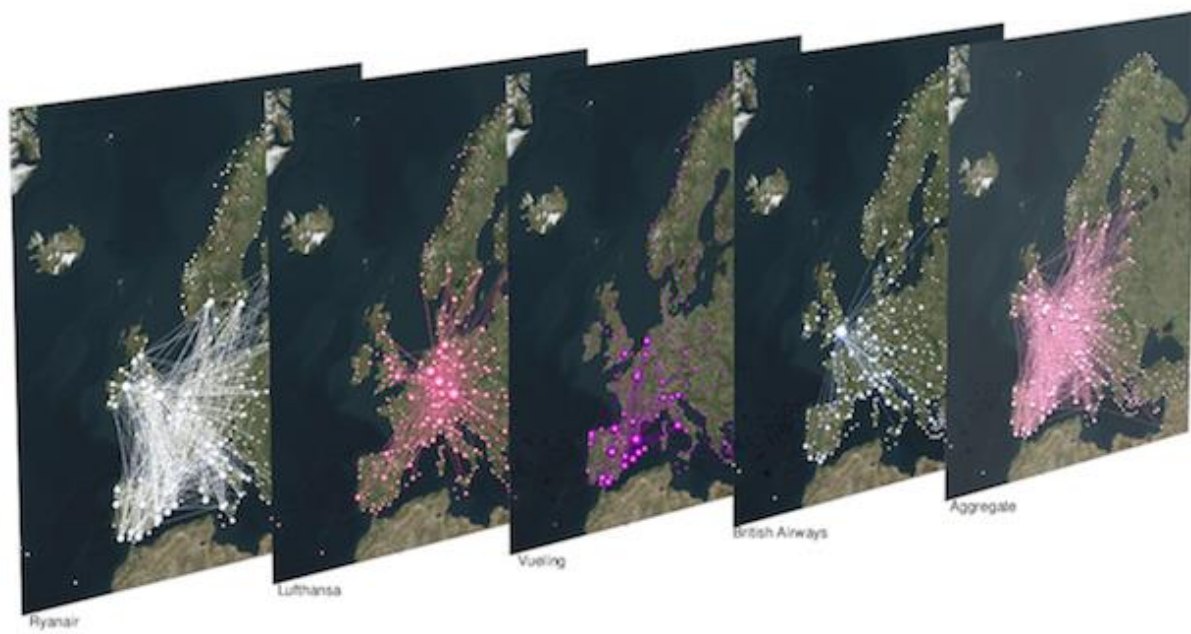 Ryanair
Lufthansa
Vueling
British Airways
Aggregate